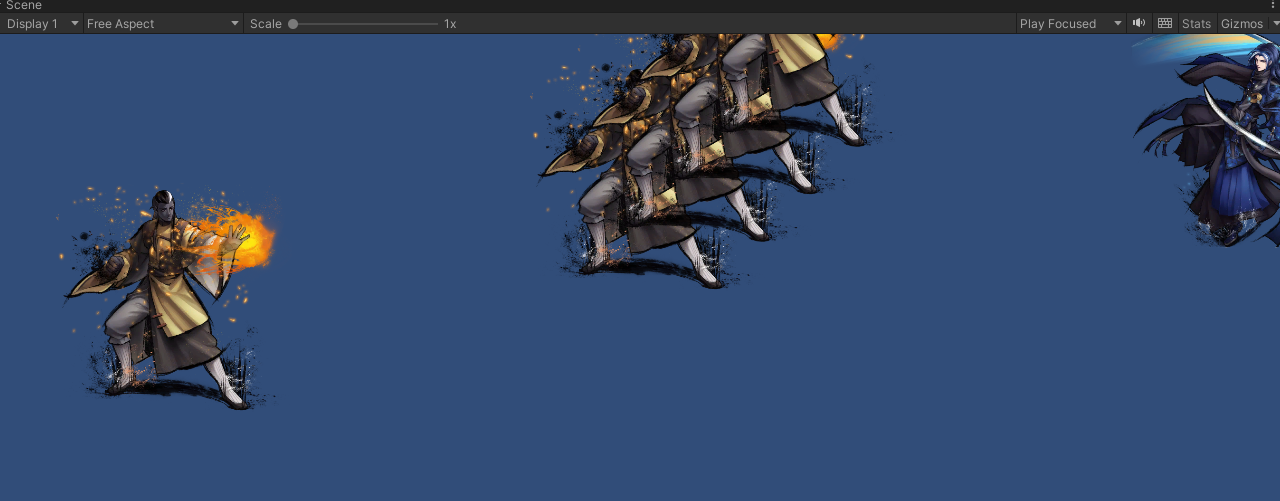 Scene
Display 1 Free Aspect Scale 1x Play Focused Stats Gizmos